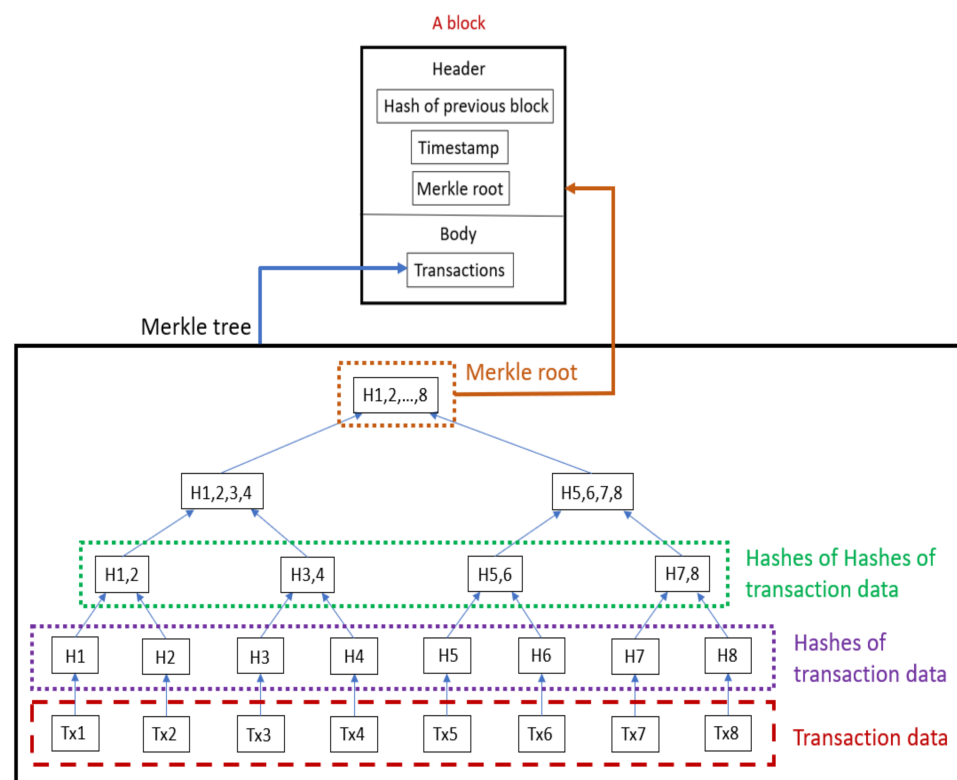 A block
Header
Hash of previous block
Timestamp
Merkle root
Body
Transactions
Merkle tree
Merkle root
H1,2,...,8
H1,2,3,4
H5,6,7,8
H1,2
H3,4
H5,6
H7,8
Hashes of Hashes of
transaction data
H1
H2
H3
H4
H5
H6
H7
H8
Hashes of
transaction data
Tx1
Tx2
Tx3
Tx4
Tx5
Tx6
Tx7
Tx8
Transaction data